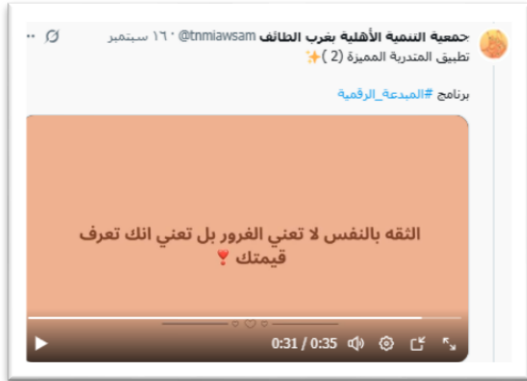 جمعية التنمية الأهلية بغرب الطائف @tnmiawsam · ١٦ سبتمبر
تطبيق المتدربة المميزة (2 )✨
برنامج #المبدعة_الرقمية
الثقه بالنفس لا تعني الغرور بل تعني انك تعرف
قيمتك ❣
0:31 / 0:35